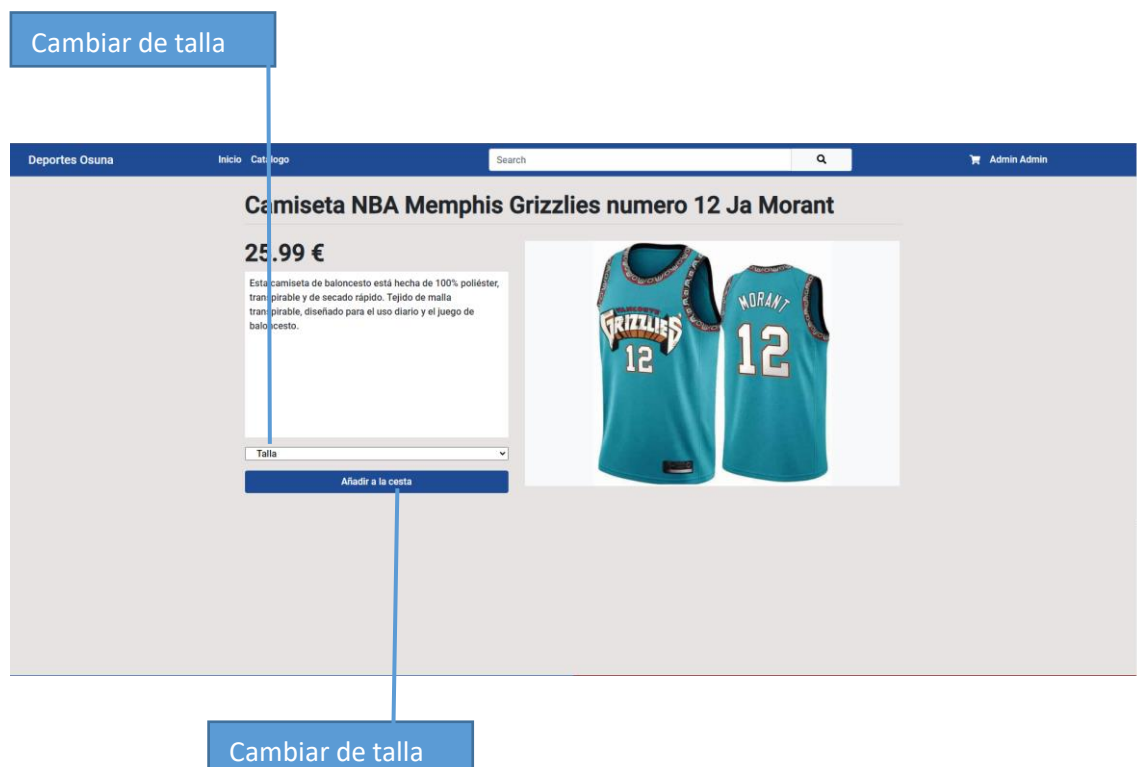 Cambiar de talla
Deportes Osuna Inicio Catalogo Search Admin Admin
Camiseta NBA Memphis Grizzlies numero 12 Ja Morant
25.99 €
Esta camiseta de baloncesto está hecha de 100% poliéster,
transpirable y de secado rápido. Tejido de malla
transpirable, diseñado para el uso diario y el juego de
baloncesto.
Talla
Añadir a la cesta
VANCOUVER
GRIZZLIES
12
MORANT
12
Cambiar de talla